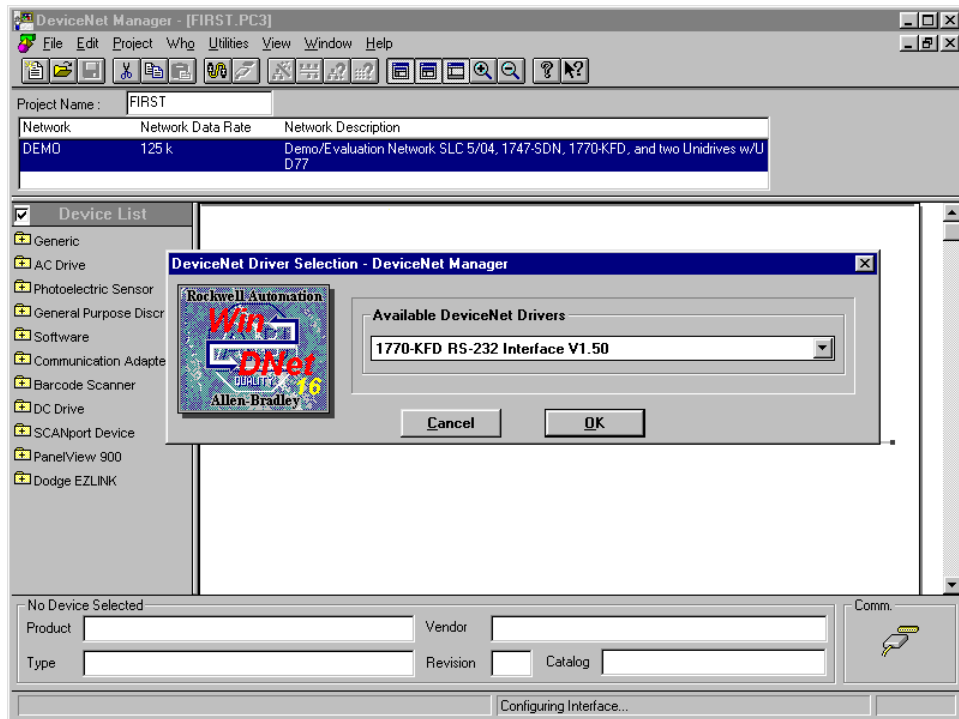 DeviceNet Manager - [FIRST.PC3]
File Edit Project Who Utilities View Window Help
Project Name : FIRST
Network Network Data Rate Network Description
DEMO 125 k Demo/Evaluation Network SLC 5/04, 1747-SDN, 1770-KFD, and two Unidrives w/U
D77
Device List
Generic
AC Drive
Photoelectric Sensor
General Purpose Discr
Software
Communication Adapte
Barcode Scanner
DC Drive
SCANport Device
PanelView 900
Dodge EZLINK
DeviceNet Driver Selection - DeviceNet Manager
Rockwell Automation
Win
DNet
QUALITY
16
Allen-Bradley
Available DeviceNet Drivers
1770-KFD RS-232 Interface V1.50
Cancel OK
No Device Selected
Product Vendor
Type Revision Catalog
Comm.
Configuring Interface...